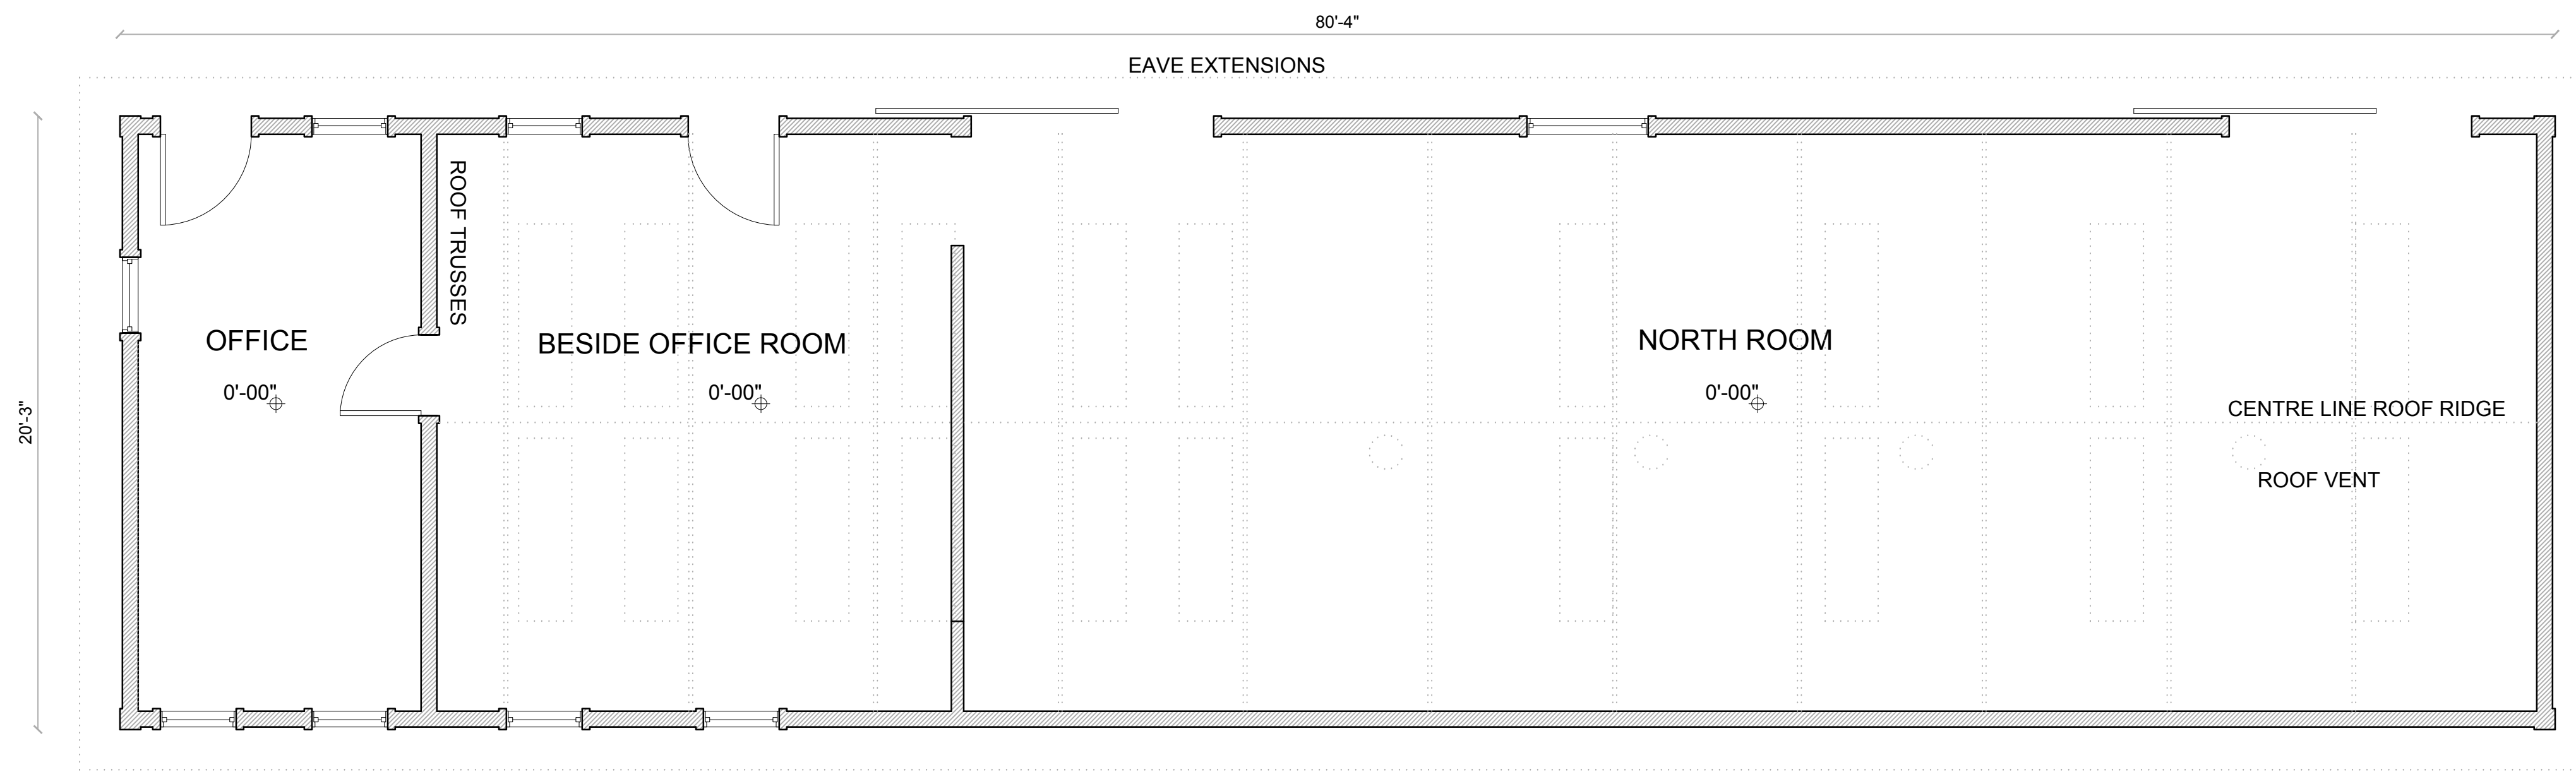 80'-4"
EAVE EXTENSIONS
ROOF TRUSSES
OFFICE
BESIDE OFFICE ROOM
NORTH ROOM
0'-00"
0'-00"
0'-00"
20'-3"
CENTRE LINE ROOF RIDGE
ROOF VENT